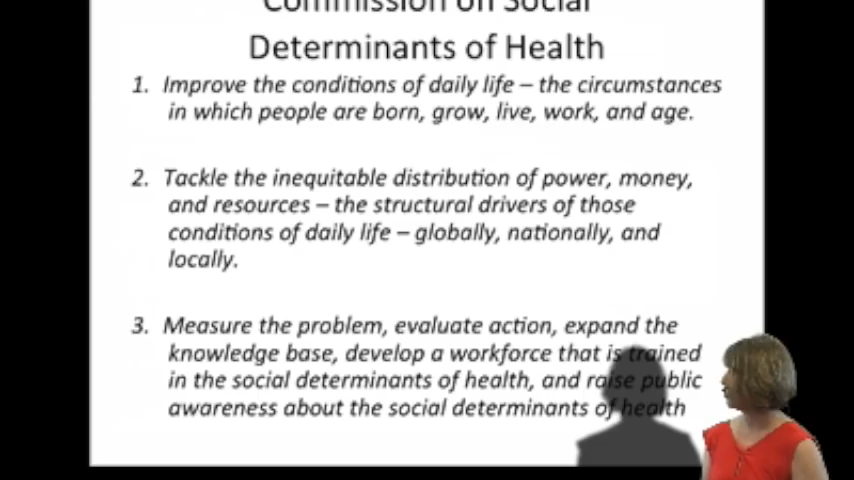 Commission on Social
Determinants of Health
1. Improve the conditions of daily life – the circumstances
in which people are born, grow, live, work, and age.
2. Tackle the inequitable distribution of power, money,
and resources – the structural drivers of those
conditions of daily life – globally, nationally, and
locally.
3. Measure the problem, evaluate action, expand the
knowledge base, develop a workforce that is trained
in the social determinants of health, and raise public
awareness about the social determinants of health